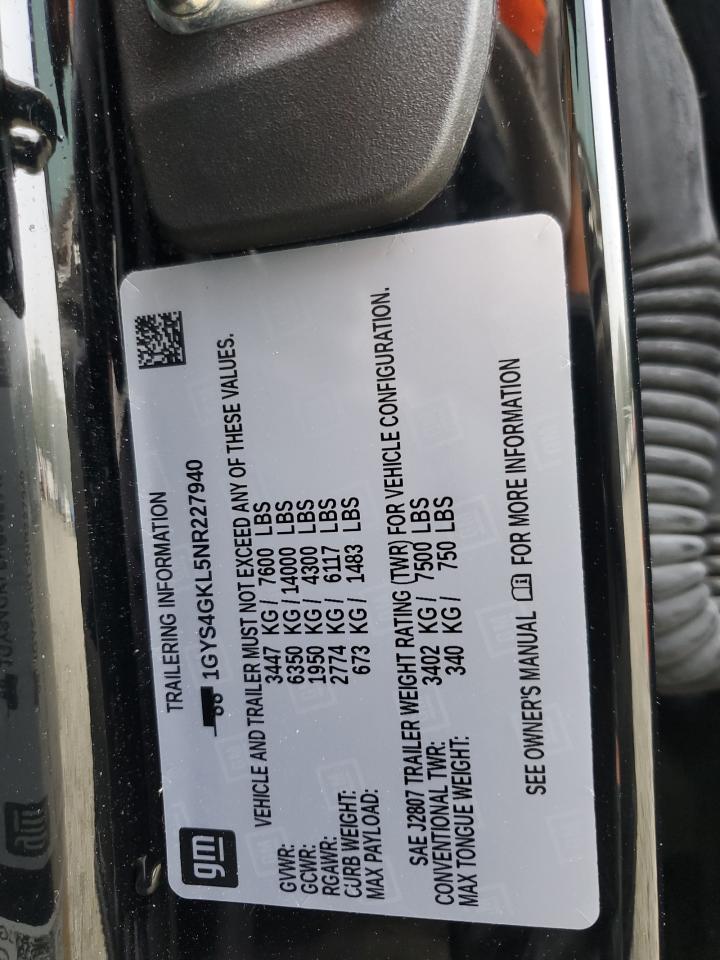 gm
TRAILERING INFORMATION
1GYS4GKL5NR227940
VEHICLE AND TRAILER MUST NOT EXCEED ANY OF THESE VALUES.
GVWR: 3447 KG / 7600 LBS
GCWR: 6350 KG / 14000 LBS
RGAWR: 1950 KG / 4300 LBS
CURB WEIGHT: 2774 KG / 6117 LBS
MAX PAYLOAD: 673 KG / 1483 LBS
SAE J2807 TRAILER WEIGHT RATING (TWR) FOR VEHICLE CONFIGURATION.
CONVENTIONAL TWR: 3402 KG / 7500 LBS
MAX TONGUE WEIGHT: 340 KG / 750 LBS
SEE OWNER'S MANUAL FOR MORE INFORMATION